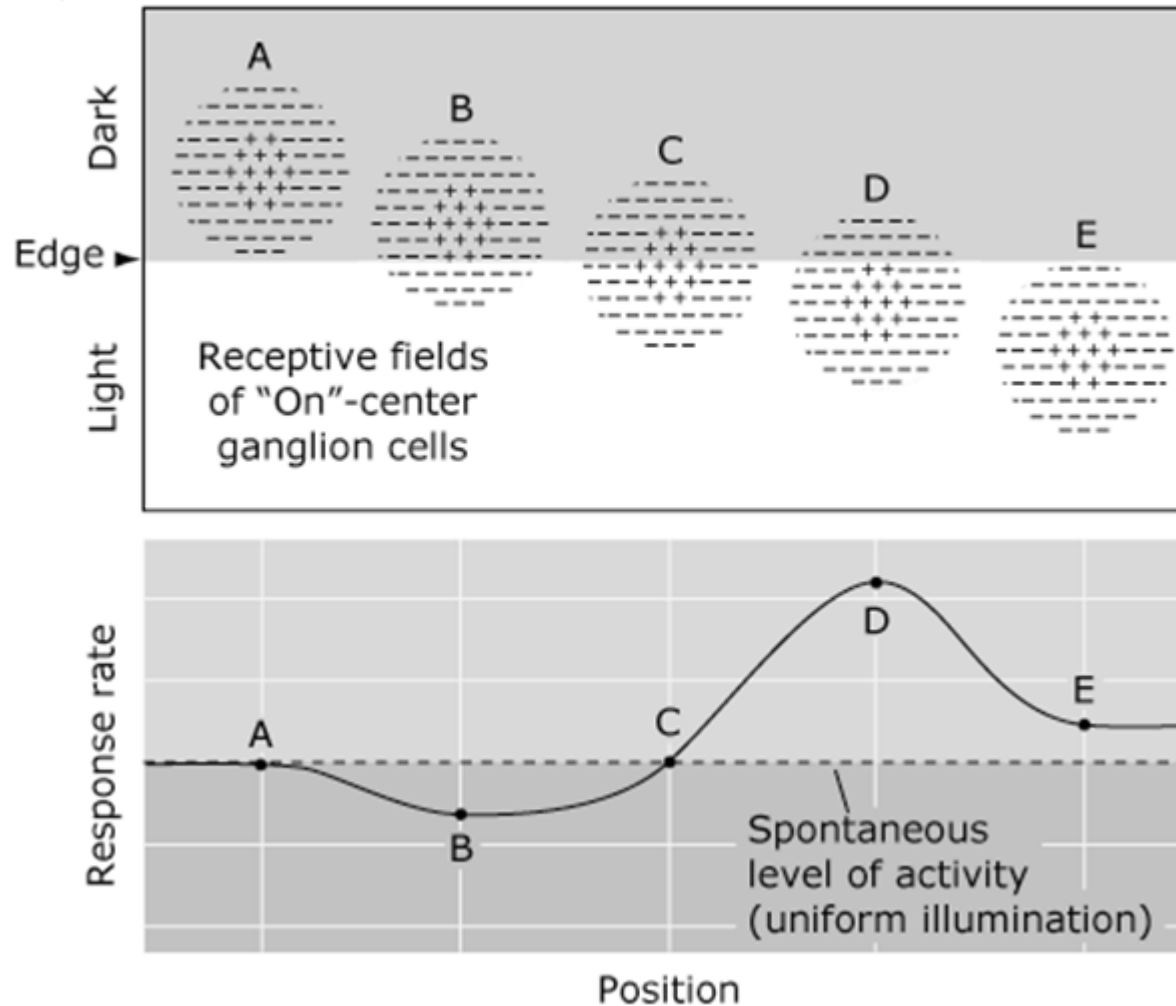 A
B
C
D
E
Dark
Edge
Light
Receptive fields
of “On”-center
ganglion cells
Response rate
A
B
C
D
E
Spontaneous
level of activity
(uniform illumination)
Position